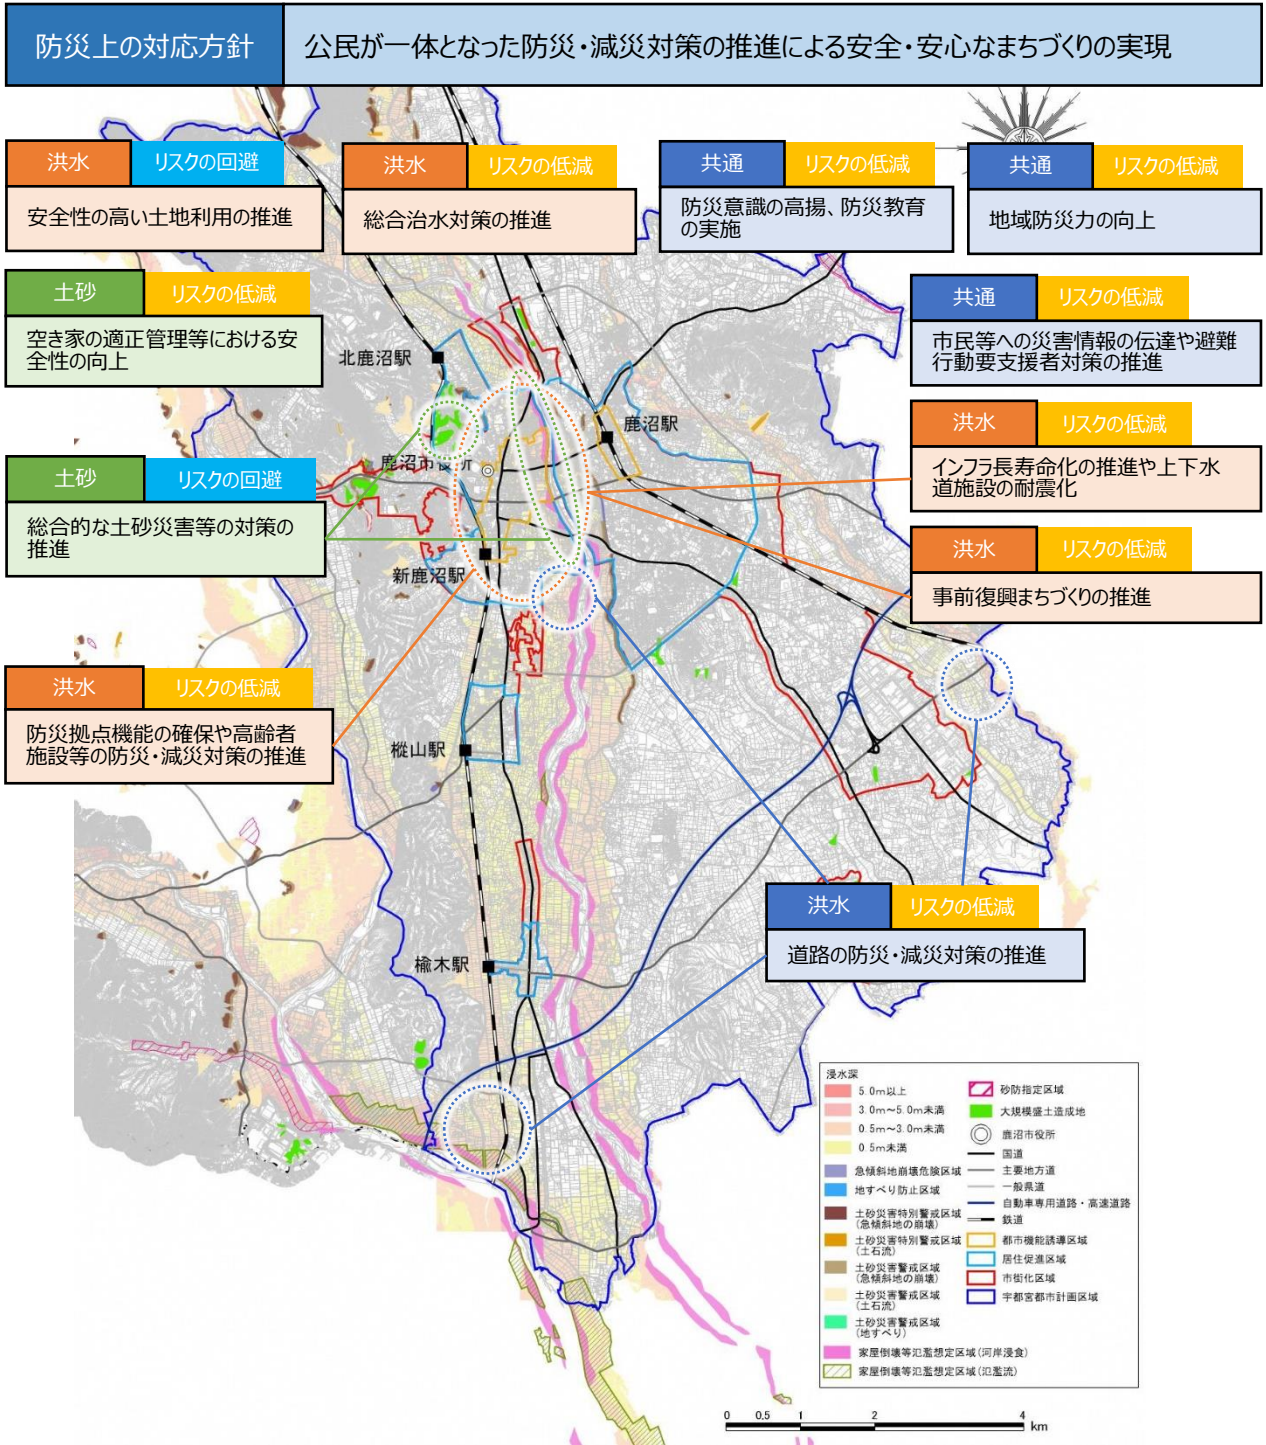 防災上の対応方針
公民が一体となった防災・減災対策の推進による安全・安心なまちづくりの実現
洪水
リスクの回避
安全性の高い土地利用の推進
洪水
リスクの低減
総合治水対策の推進
共通
リスクの低減
防災意識の高揚、防災教育
の実施
共通
リスクの低減
地域防災力の向上
土砂
リスクの低減
空き家の適正管理等における安
全性の向上
共通
リスクの低減
市民等への災害情報の伝達や避難
行動要支援者対策の推進
北鹿沼駅
鹿沼駅
鹿沼市役所
洪水
リスクの低減
インフラ長寿命化の推進や上下水
道施設の耐震化
土砂
リスクの回避
総合的な土砂災害等の対策の
推進
新鹿沼駅
洪水
リスクの低減
事前復興まちづくりの推進
洪水
リスクの低減
防災拠点機能の確保や高齢者
施設等の防災・減災対策の推進
樅山駅
洪水
リスクの低減
道路の防災・減災対策の推進
楡木駅
浸水深
5.0m以上
3.0m～5.0m未満
0.5m～3.0m未満
0.5m未満
急傾斜地崩壊危険区域
地すべり防止区域
土砂災害特別警戒区域
(急傾斜地の崩壊)
土砂災害特別警戒区域
(土石流)
土砂災害警戒区域
(急傾斜地の崩壊)
土砂災害警戒区域
(土石流)
土砂災害警戒区域
(地すべり)
家屋倒壊等氾濫想定区域(河岸浸食)
家屋倒壊等氾濫想定区域(氾濫流)
砂防指定区域
大規模盛土造成地
鹿沼市役所
国道
主要地方道
一般県道
自動車専用道路・高速道路
鉄道
都市機能誘導区域
居住促進区域
市街化区域
宇都宮都市計画区域
0 0.5 1 2 4
km